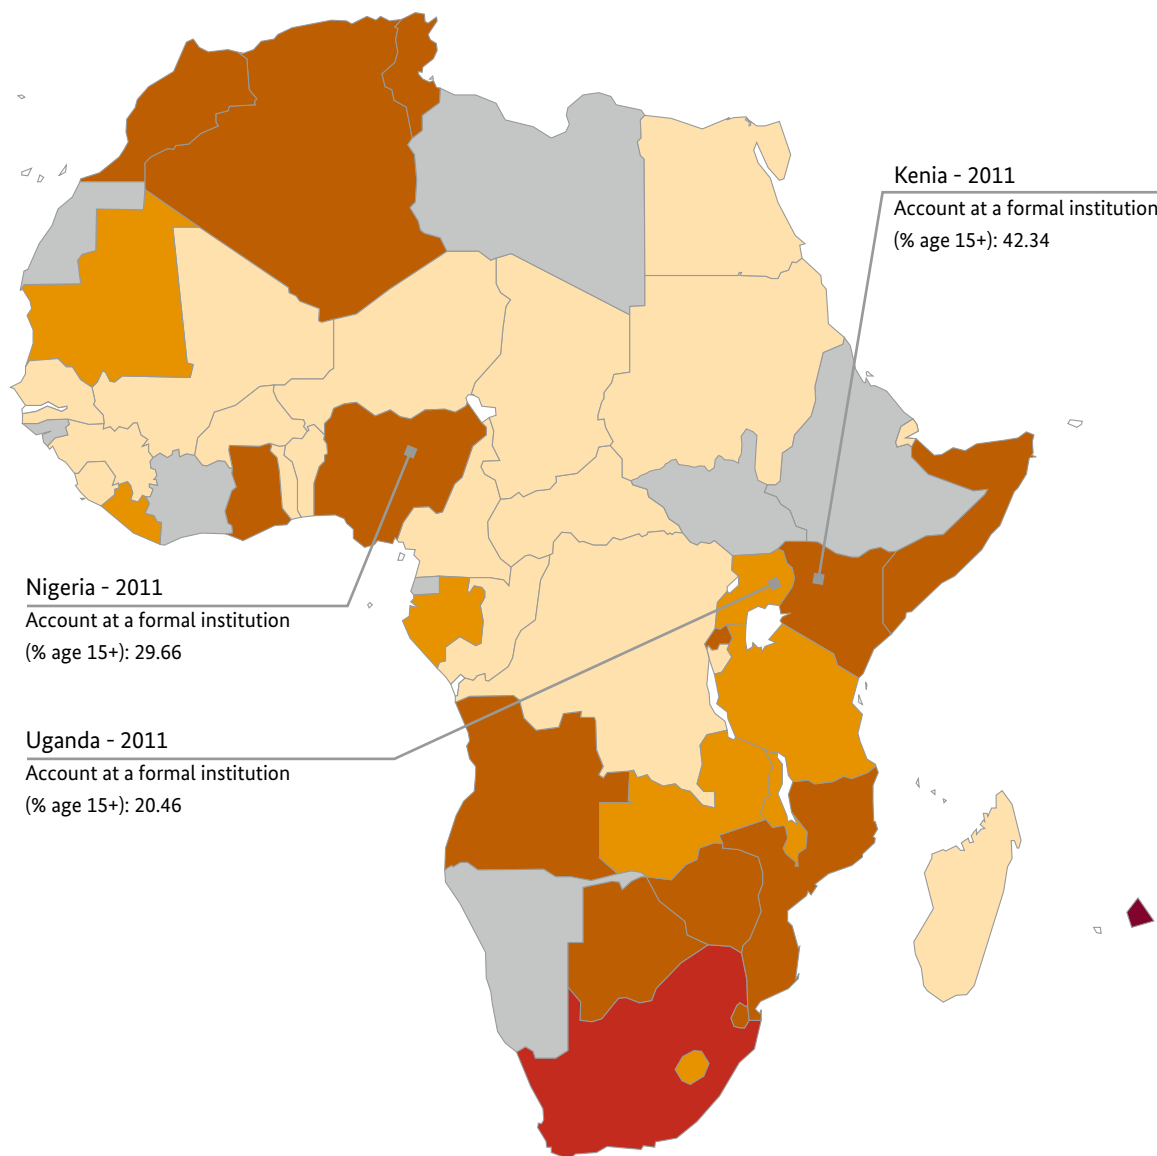 Kenia - 2011
Account at a formal institution
(% age 15+): 42.34
Nigeria - 2011
Account at a formal institution
(% age 15+): 29.66
Uganda - 2011
Account at a formal institution
(% age 15+): 20.46